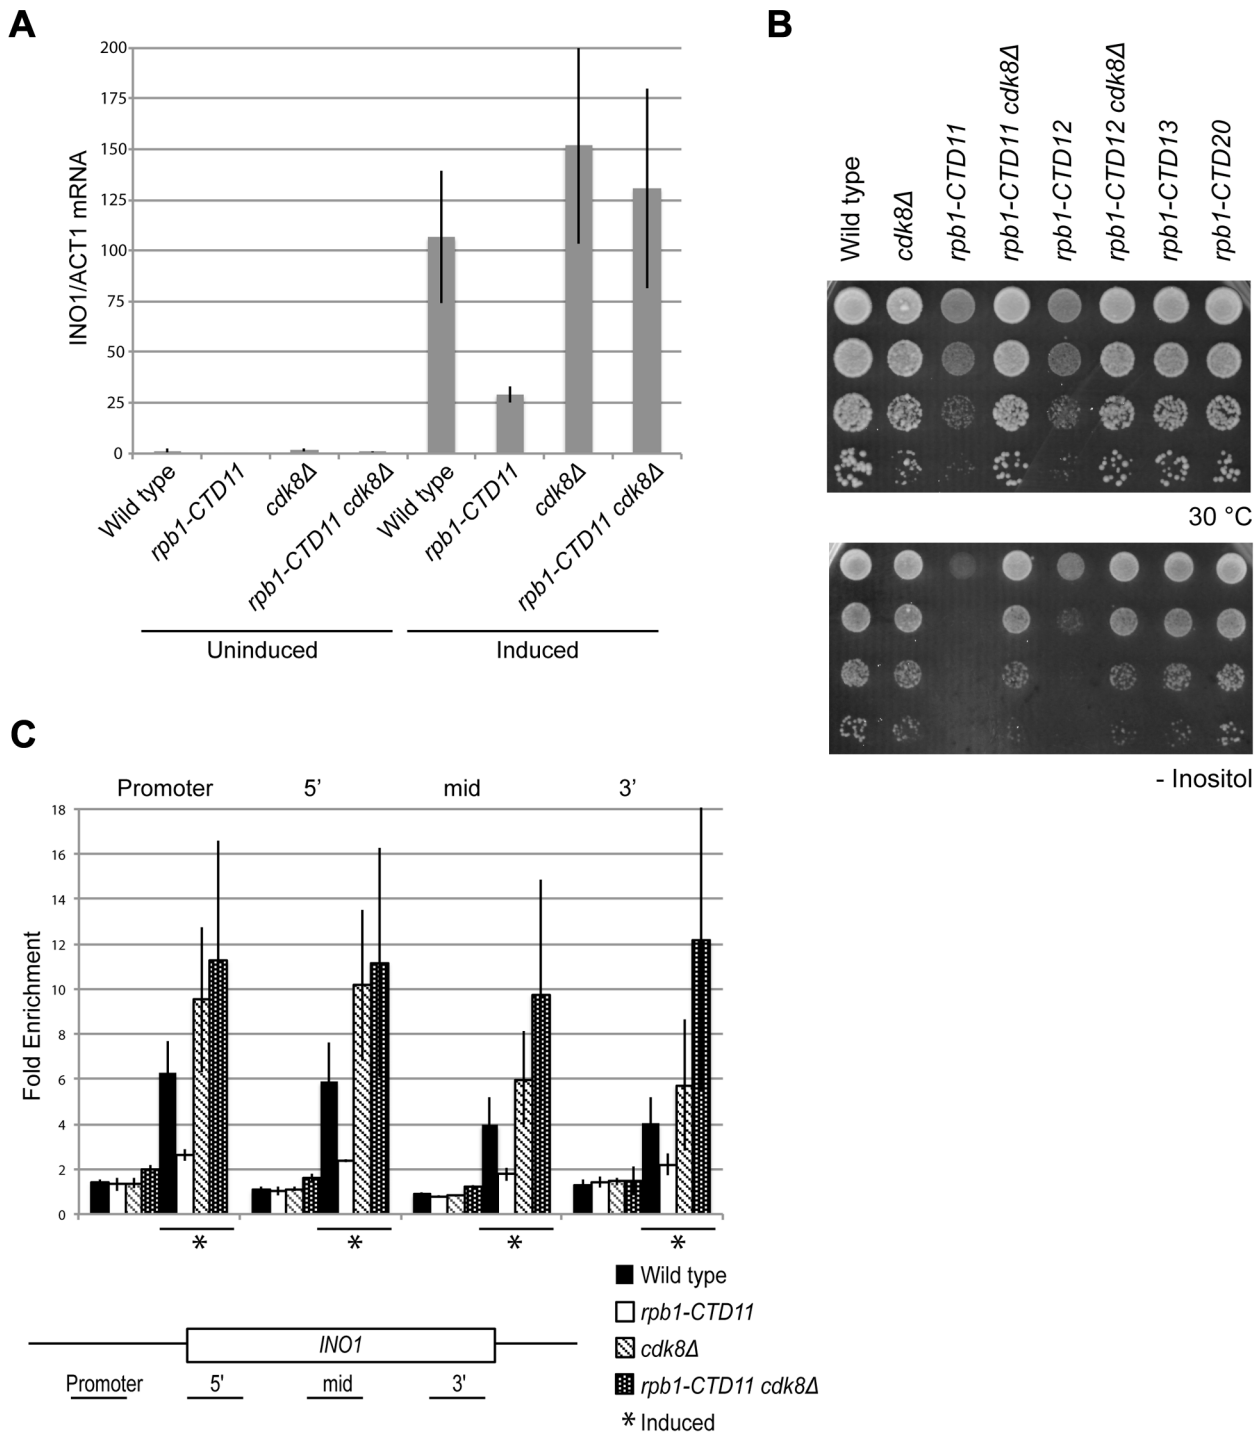 A
200
175
150
125
100
75
50
25
0
INO1/ACT1 mRNA
Wild type
rpb1-CTD11
cdk8Δ
rpb1-CTD11 cdk8Δ
Wild type
rpb1-CTD11
cdk8Δ
rpb1-CTD11 cdk8Δ
Uninduced
Induced
B
Wild type
cdk8Δ
rpb1-CTD11
rpb1-CTD11 cdk8Δ
rpb1-CTD12
rpb1-CTD12 cdk8Δ
rpb1-CTD13
rpb1-CTD20
30 °C
- Inositol
C
Promoter 5’ mid 3’
18
16
14
12
10
8
6
4
2
0
Fold Enrichment
* * * *
Wild type
rpb1-CTD11
cdk8Δ
rpb1-CTD11 cdk8Δ
* Induced
INO1
Promoter 5' mid 3'